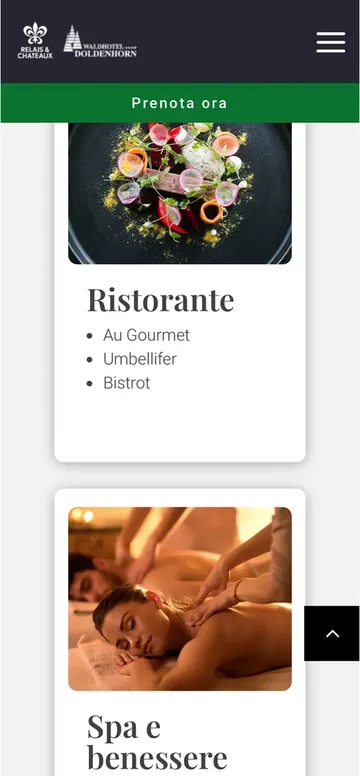 RELAIS &
CHATEAUX
WALDHOTEL
DOLDENHORN
Prenota ora
Ristorante
Au Gourmet
Umbellifer
Bistrot
Spa e
benessere